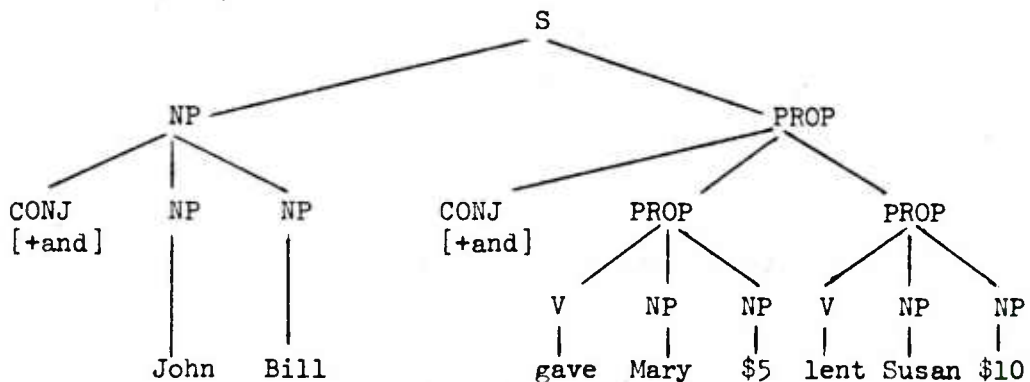 S
NP PROP
CONJ NP NP CONJ PROP PROP
[+and] [+and]
V NP NP V NP NP
John Bill gave Mary $5 lent Susan $10